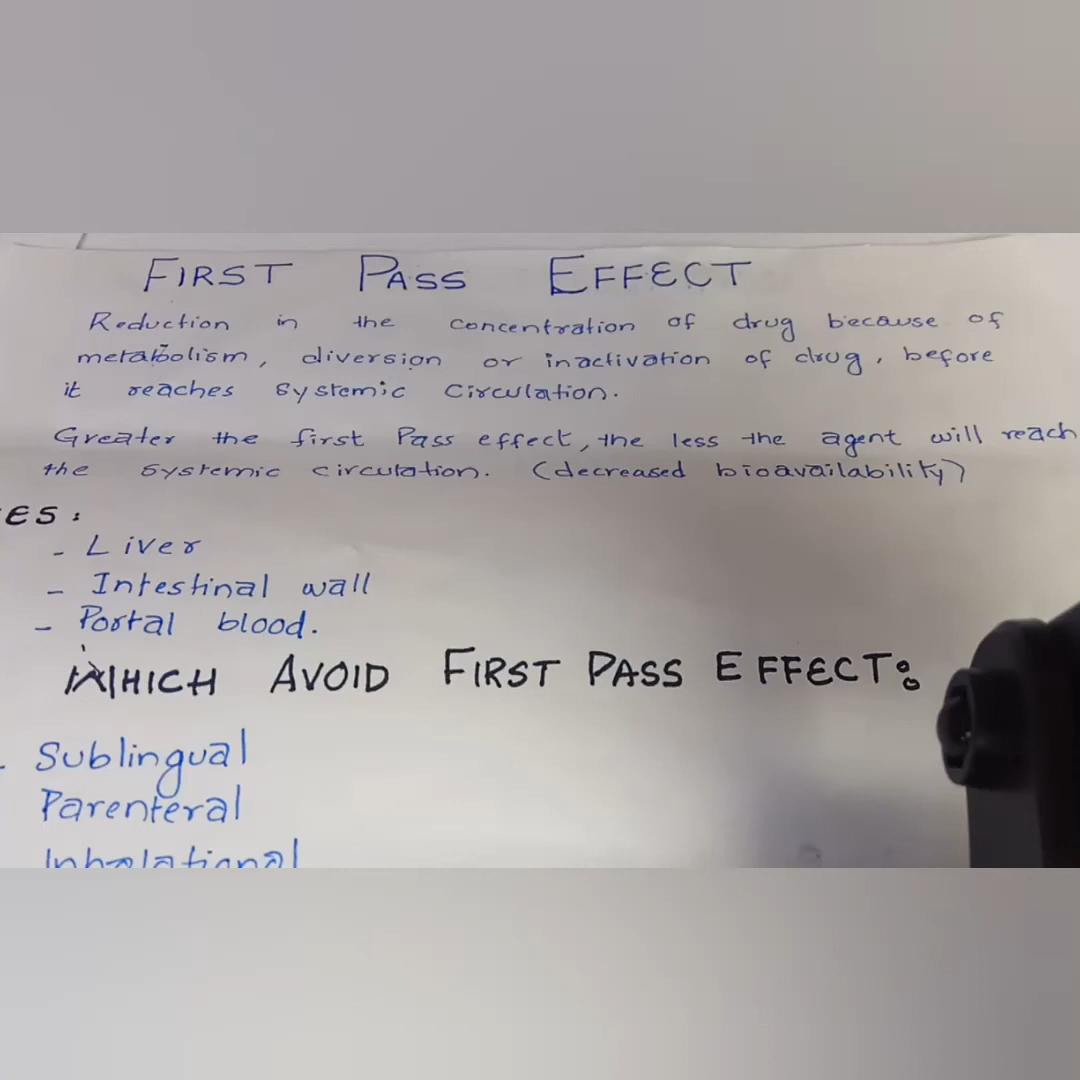 FIRST PASS EFFECT
Reduction in the concentration of drug because of
metabolism, diversion or inactivation of drug, before
it reaches systemic circulation.
Greater the first Pass effect, the less the agent will reach
the systemic circulation. (decreased bioavailability)
ES:
- Liver
- Intestinal wall
- Portal blood.
WHICH AVOID FIRST PASS EFFECT:
- Sublingual
Parenteral
Inhalational